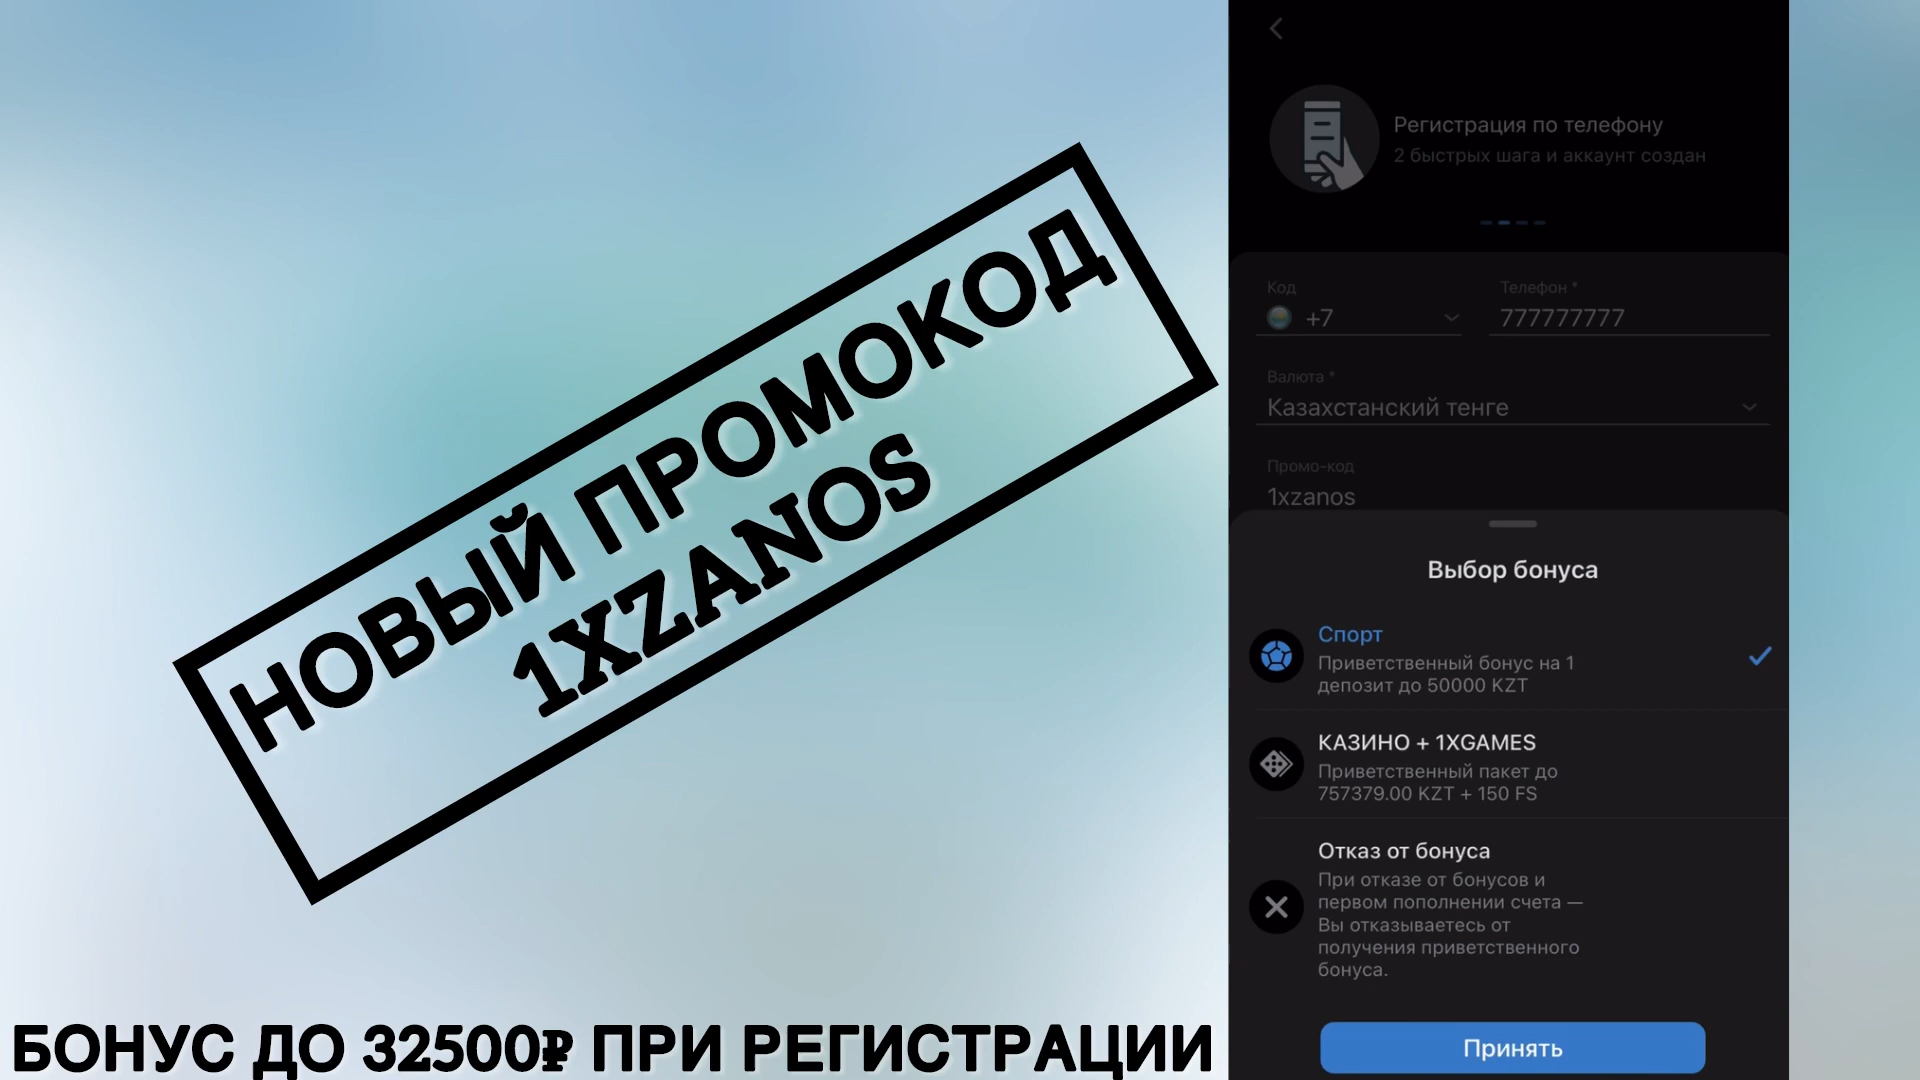 НОВЫЙ ПРОМОКОД
1XZANOS
БОНУС ДО 32500₽ ПРИ РЕГИСТРАЦИИ
Регистрация по телефону
2 быстрых шага и аккаунт создан
Код
Телефон *
+7
777777777
Валюта *
Казахстанский тенге
Промо-код
1xzanos
Выбор бонуса
Спорт
Приветственный бонус на 1
депозит до 50000 KZT
КАЗИНО + 1XGAMES
Приветственный пакет до
757379.00 KZT + 150 FS
Отказ от бонуса
При отказе от бонусов и
первом пополнении счета —
Вы отказываетесь от
получения приветственного
бонуса.
Принять